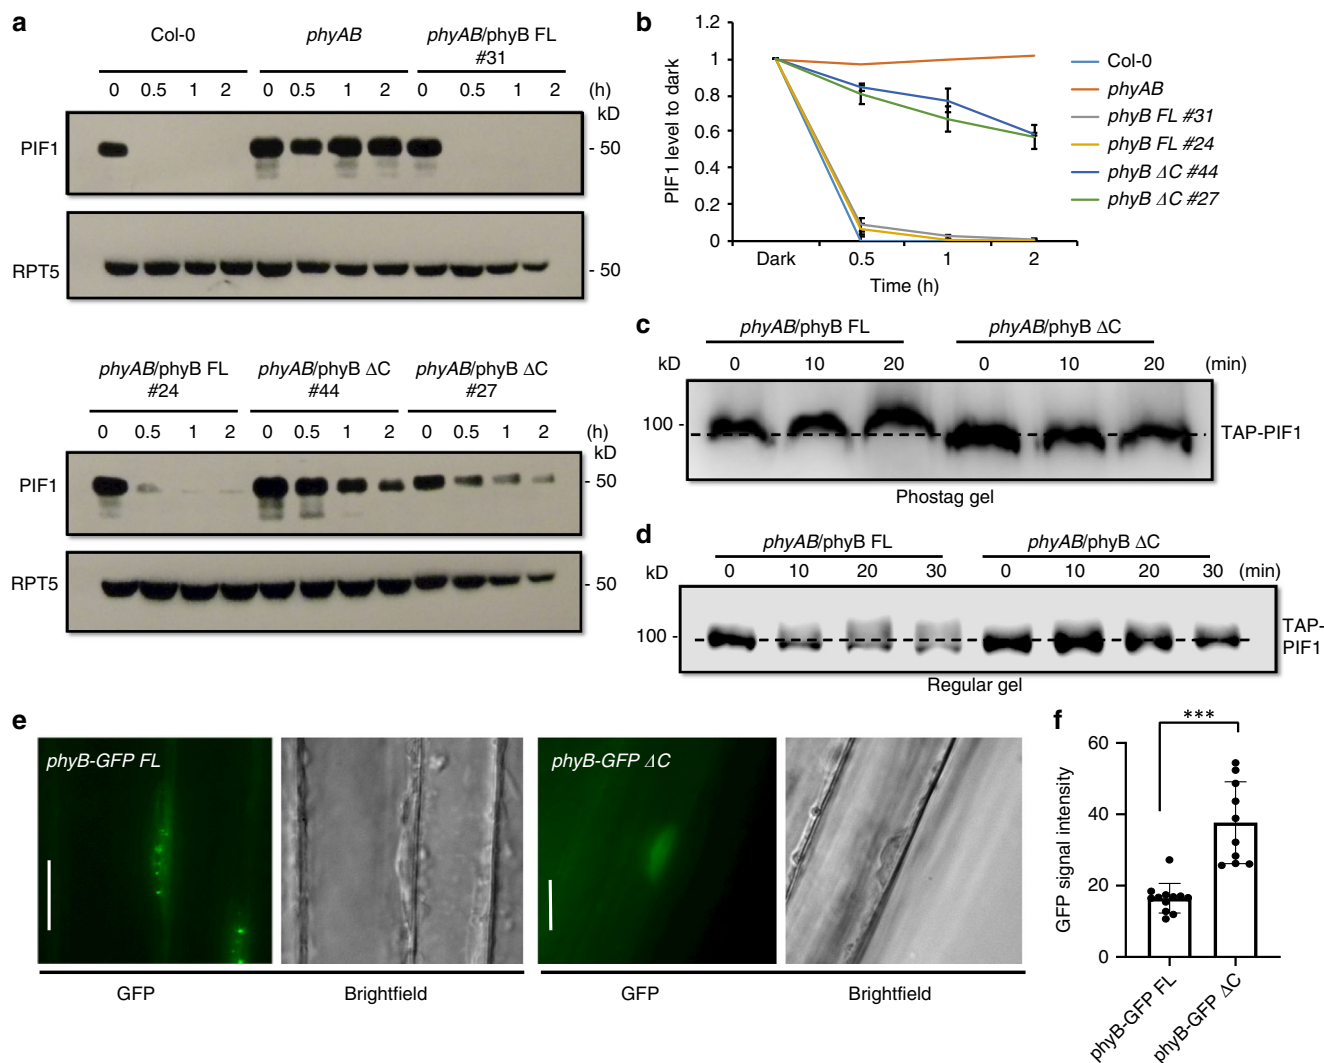 a
Col-0 phyAB phyAB/phyB FL
#31
0 0.5 1 2 0 0.5 1 2 0 0.5 1 2 (h)
kD
PIF1 - 50
RPT5 - 50
phyAB/phyB FL phyAB/phyB ΔC phyAB/phyB ΔC
#24 #44 #27
0 0.5 1 2 0 0.5 1 2 0 0.5 1 2 (h)
kD
PIF1 - 50
RPT5 - 50
b
PIF1 level to dark
1.2
1
0.8
0.6
0.4
0.2
0
Dark 0.5 1 2
Time (h)
Col-0
phyAB
phyB FL #31
phyB FL #24
phyB ΔC #44
phyB ΔC #27
c
phyAB/phyB FL phyAB/phyB ΔC
kD 0 10 20 0 10 20 (min)
100 - TAP-PIF1
Phostag gel
d
phyAB/phyB FL phyAB/phyB ΔC
kD 0 10 20 30 0 10 20 30 (min)
100 - TAP-
PIF1
Regular gel
e
phyB-GFP FL phyB-GFP ΔC
GFP Brightfield GFP Brightfield
f
***
GFP signal intensity
60
40
20
0
phyB-GFP FL
phyB-GFP ΔC